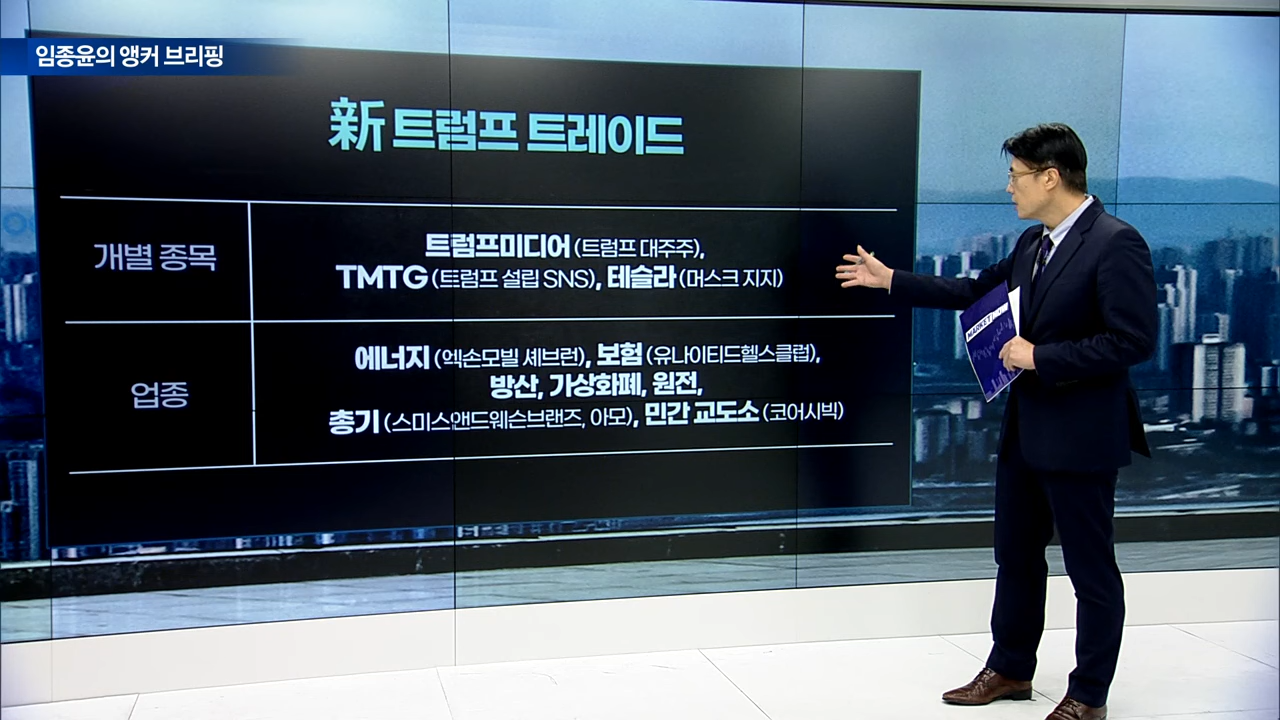 임종윤의 앵커 브리핑
新 트럼프 트레이드
개별 종목
트럼프미디어 (트럼프 대주주),
TMTG (트럼프 설립 SNS), 테슬라 (머스크 지지)
업종
에너지 (엑손모빌 셰브런), 보험 (유나이티드헬스클럽),
방산, 가상화폐, 원전,
총기 (스미스앤드웨슨브랜즈, 아모), 민간 교도소 (코어시빅)
MARKET NOW